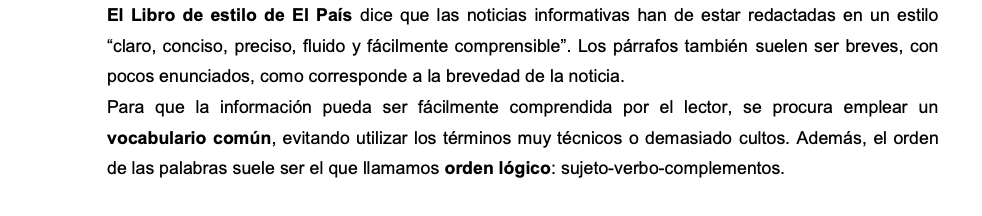 El Libro de estilo de El País dice que las noticias informativas han de estar redactadas en un estilo
“claro, conciso, preciso, fluido y fácilmente comprensible”. Los párrafos también suelen ser breves, con
pocos enunciados, como corresponde a la brevedad de la noticia.
Para que la información pueda ser fácilmente comprendida por el lector, se procura emplear un
vocabulario común, evitando utilizar los términos muy técnicos o demasiado cultos. Además, el orden
de las palabras suele ser el que llamamos orden lógico: sujeto-verbo-complementos.